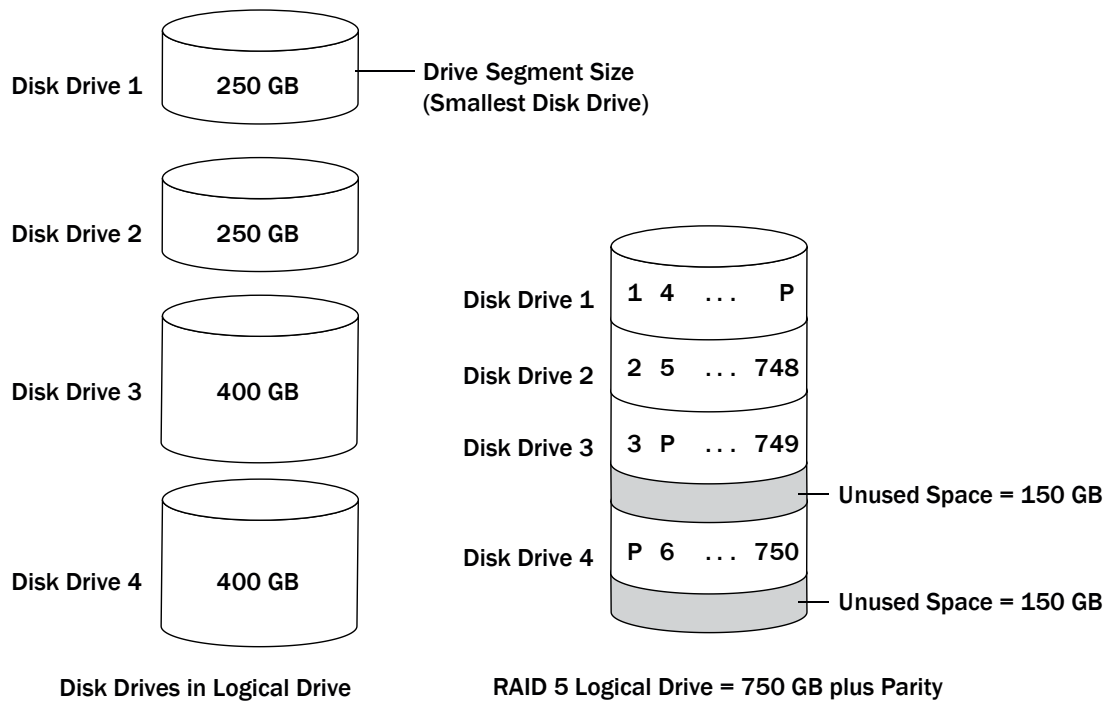 Disk Drive 1
250 GB
Drive Segment Size
(Smallest Disk Drive)
Disk Drive 2
250 GB
Disk Drive 3
400 GB
Disk Drive 4
400 GB
Disk Drives in Logical Drive
Disk Drive 1
1 4 ... P
Disk Drive 2
2 5 ... 748
Disk Drive 3
3 P ... 749
Unused Space = 150 GB
Disk Drive 4
P 6 ... 750
Unused Space = 150 GB
RAID 5 Logical Drive = 750 GB plus Parity